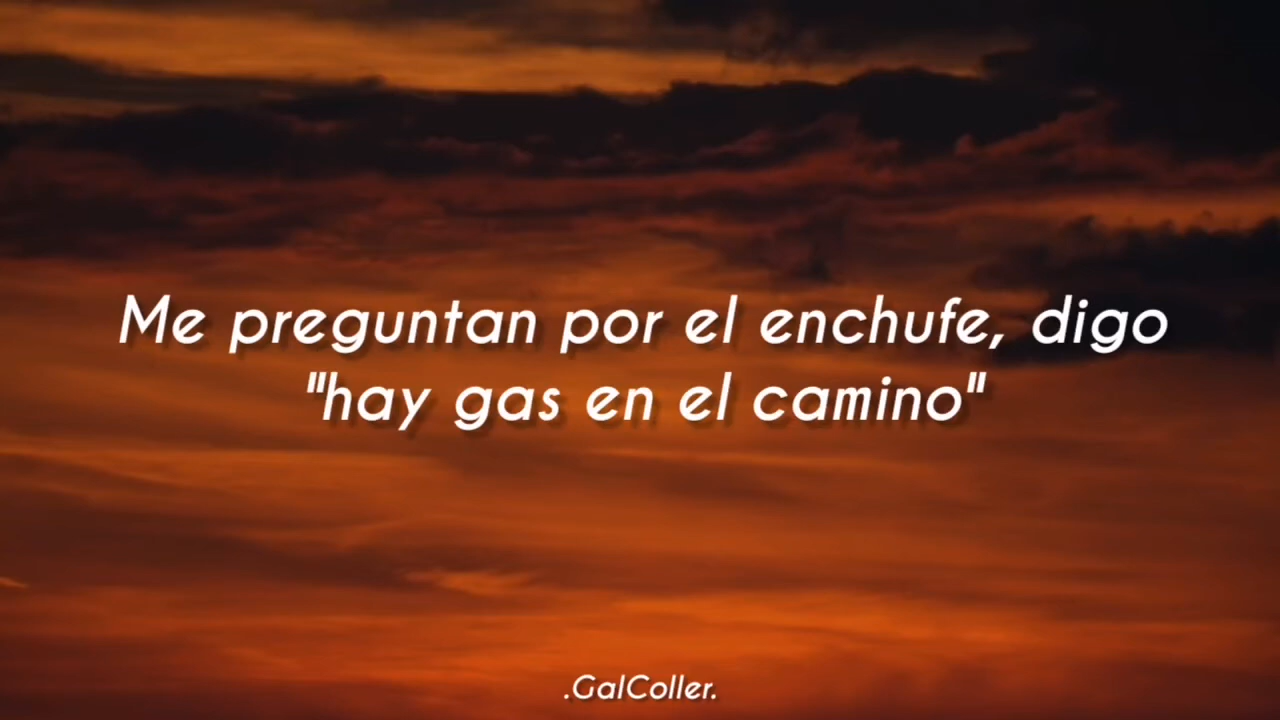 Me preguntan por el enchufe, digo
"hay gas en el camino"
.GalColler.